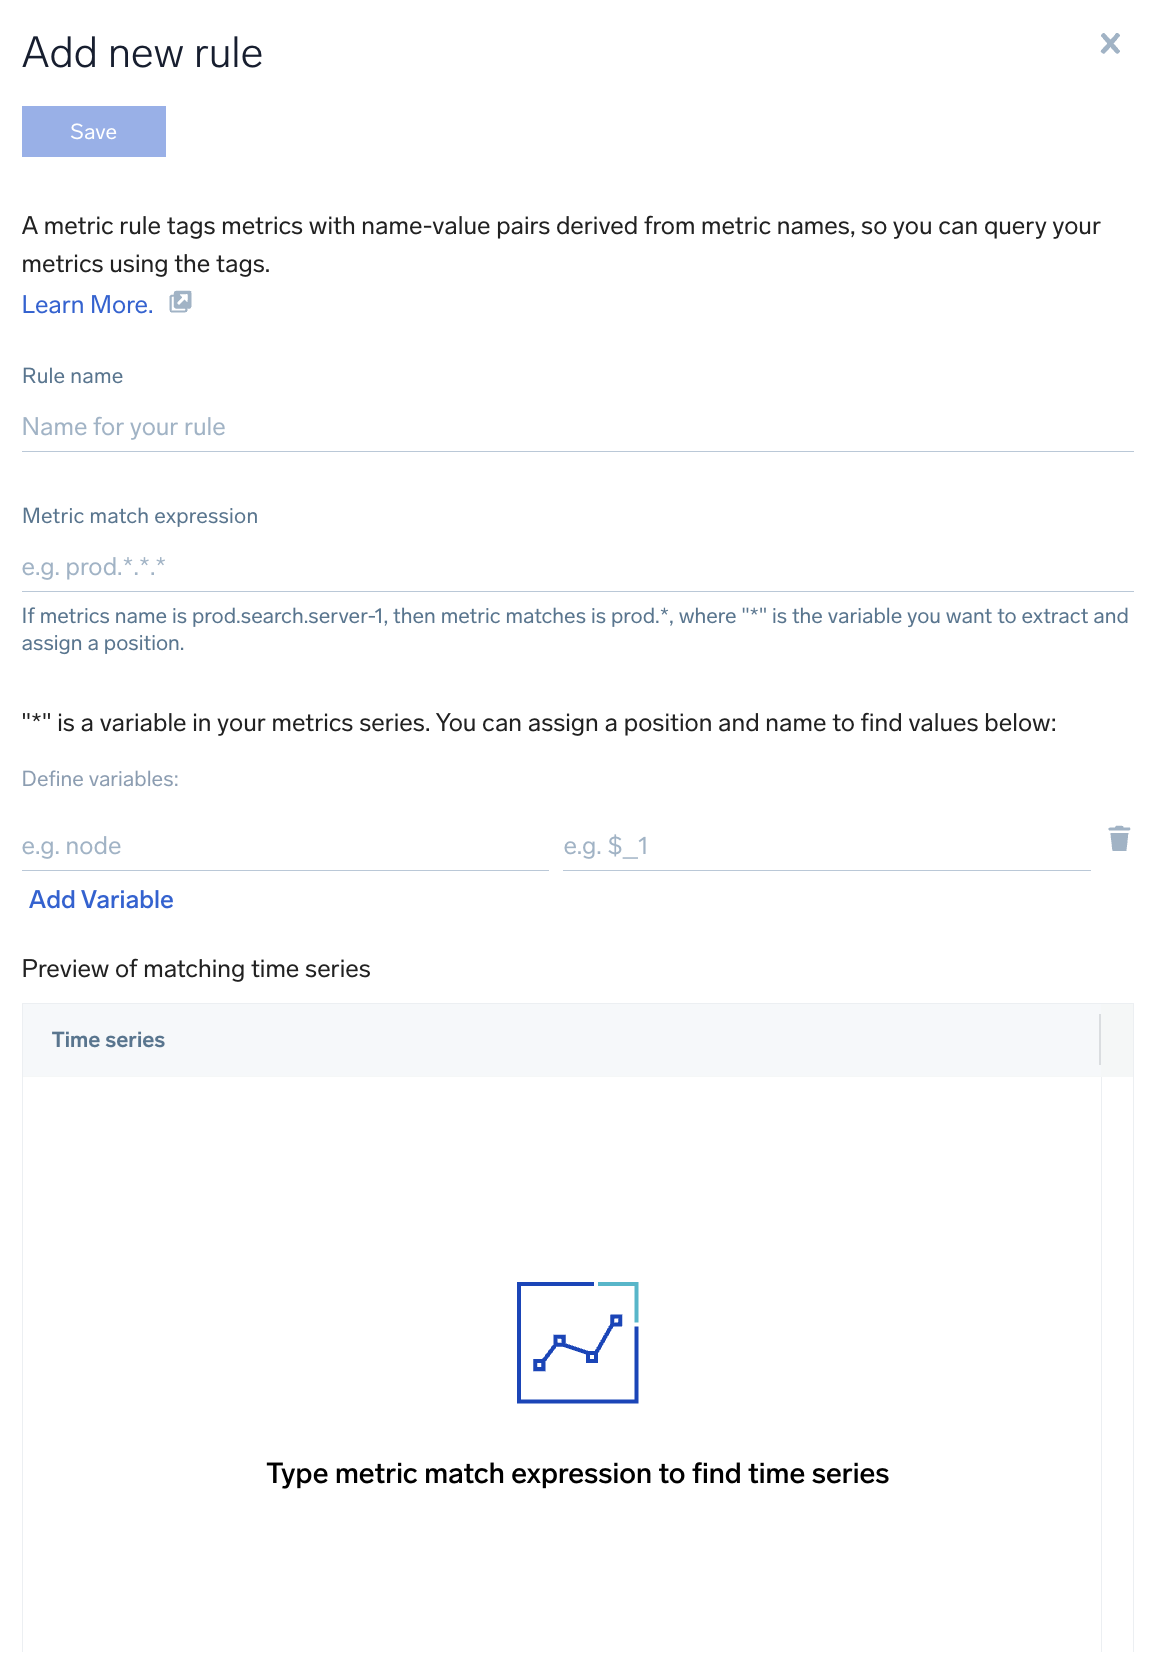 Add new rule
Save
A metric rule tags metrics with name-value pairs derived from metric names, so you can query your
metrics using the tags.
Learn More.
Rule name
Name for your rule
Metric match expression
e.g. prod.*.*.*
If metrics name is prod.search.server-1, then metric matches is prod.*, where "*" is the variable you want to extract and
assign a position.
"*" is a variable in your metrics series. You can assign a position and name to find values below:
Define variables:
e.g. node
e.g. $_1
Add Variable
Preview of matching time series
Time series
Type metric match expression to find time series